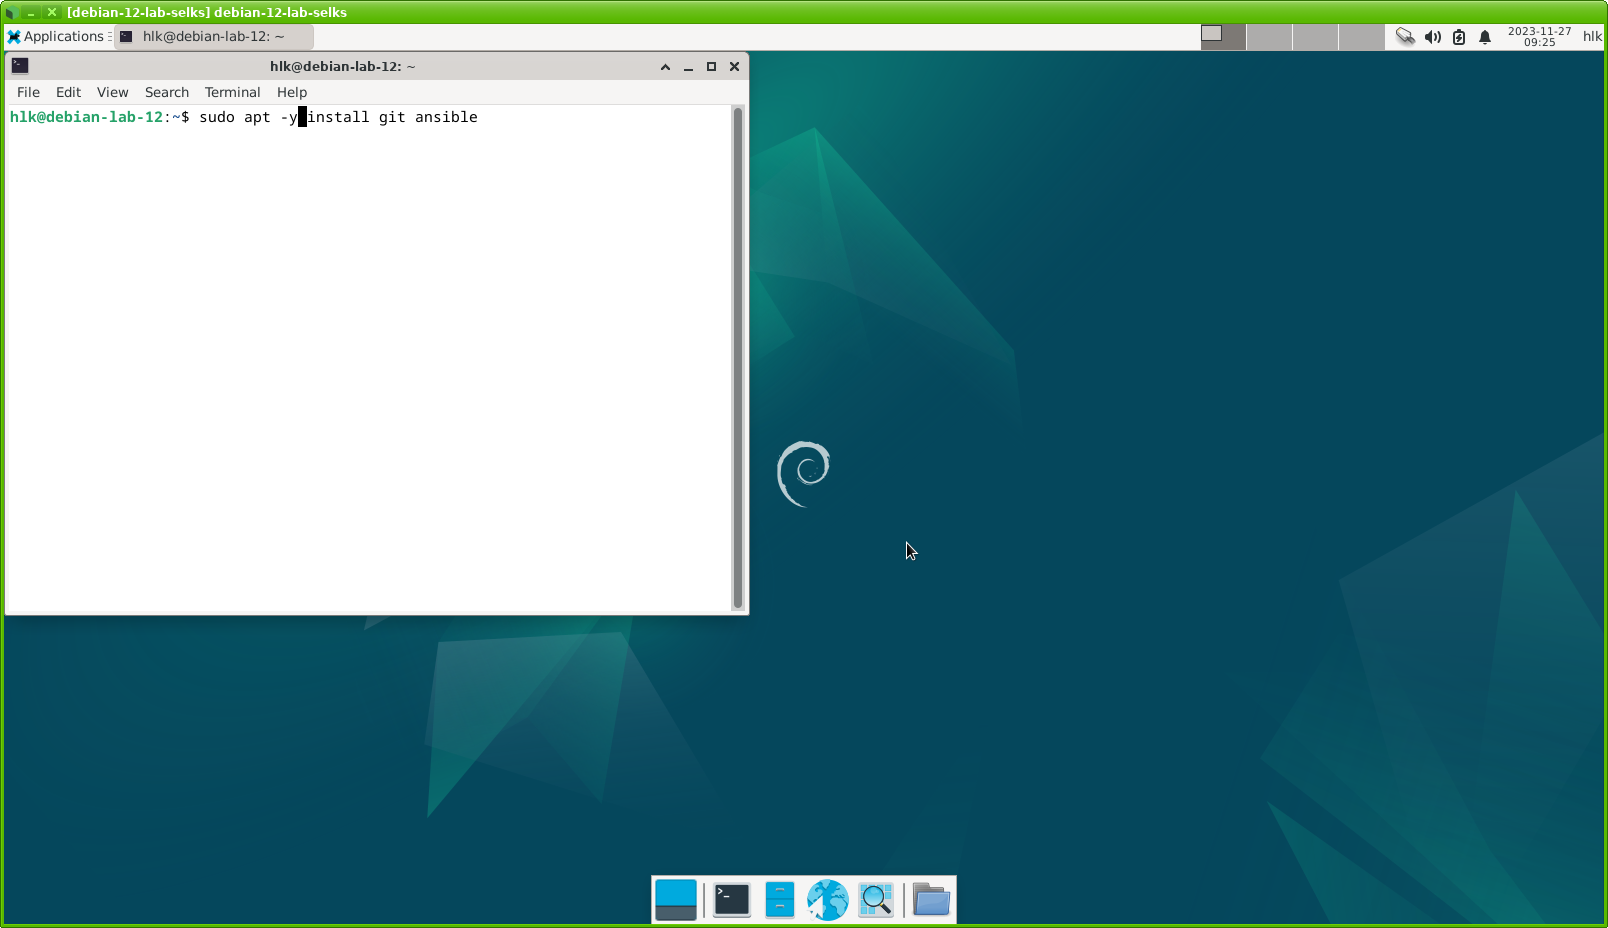 [debian-12-lab-selks] debian-12-lab-selks
Applications hlk@debian-lab-12: ~ 2023-11-27 hlk
09:25
hlk@debian-lab-12: ~
File Edit View Search Terminal Help
hlk@debian-lab-12:~$ sudo apt -y install git ansible